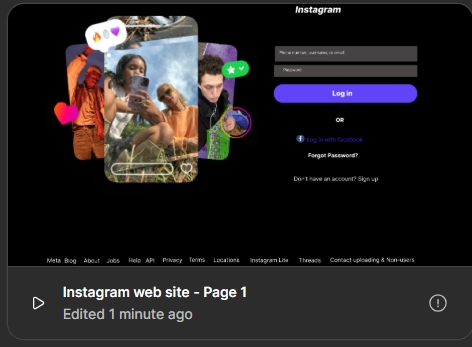 Instagram
Phone number, username, or email
Password
Log in
OR
Log in with facebook
Forgot Password?
Don't have an account? Sign up
Meta Blog About Jobs Help API Privacy Terms Locations Instagram Lite Threads Contact uploading & Non-users
Instagram web site - Page 1
Edited 1 minute ago